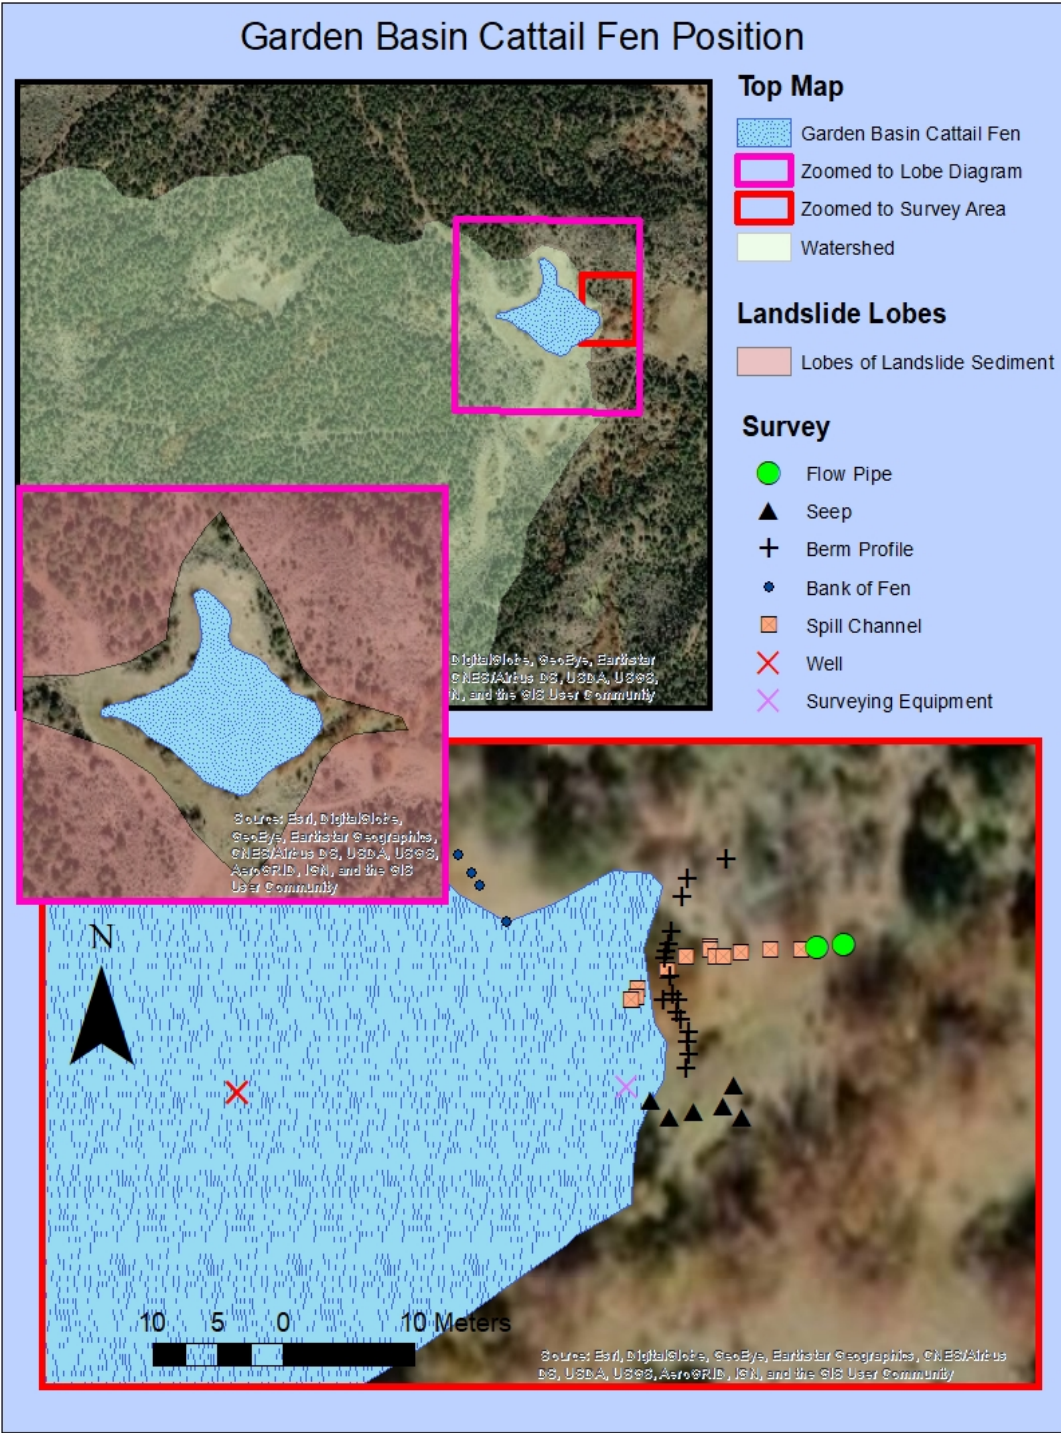 Garden Basin Cattail Fen Position
Top Map
Garden Basin Cattail Fen
Zoomed to Lobe Diagram
Zoomed to Survey Area
Watershed
Landslide Lobes
Lobes of Landslide Sediment
Survey
Flow Pipe
Seep
Berm Profile
Bank of Fen
Spill Channel
Well
Surveying Equipment
DigitalGlobe, GeoEye, Earthstar
CNES/Airbus DS, USDA, USGS,
N, and the GIS User Community
Source: Esri, DigitalGlobe,
GeoEye, Earthstar Geographics,
CNES/Airbus DS, USDA, USGS,
AeroGRID, IGN, and the GIS
User Community
N
10 5 0 10 Meters
Source: Esri, DigitalGlobe, GeoEye, Earthstar Geographics, CNES/Airbus
DS, USDA, USGS, AeroGRID, IGN, and the GIS User Community